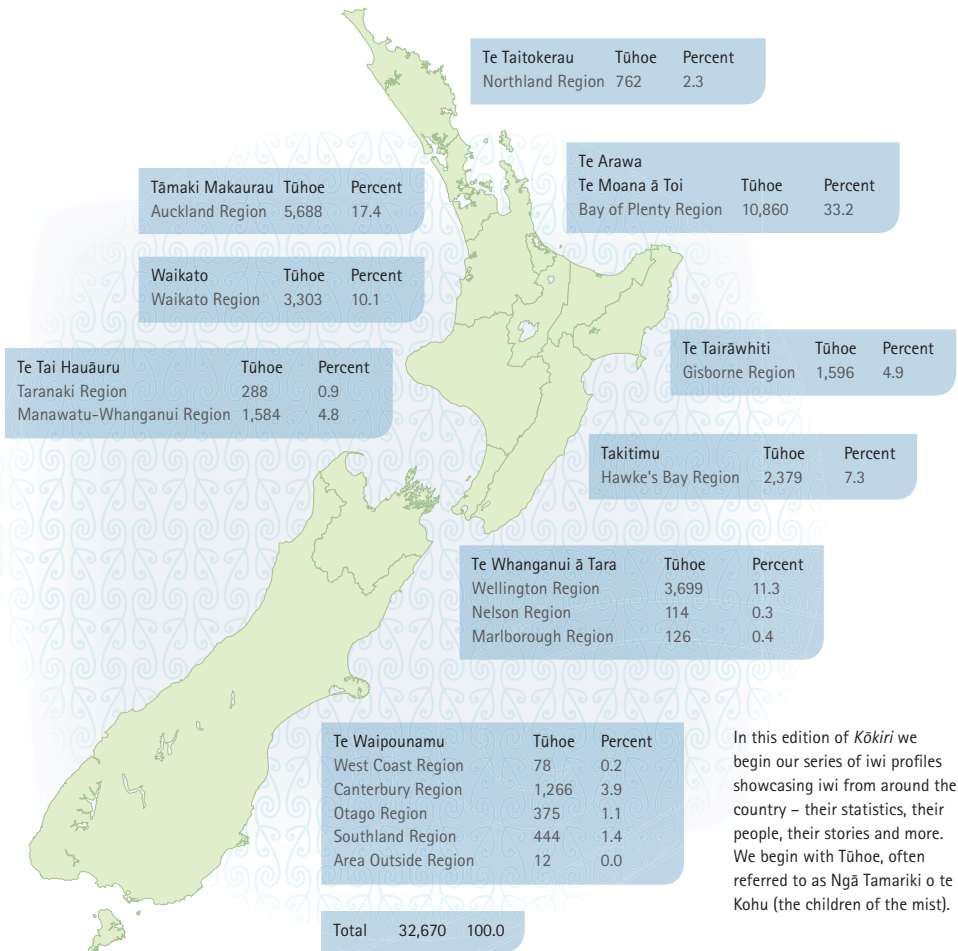 Te Taitokerau Tūhoe Percent
Northland Region 762 2.3
Te Arawa
Te Moana ā Toi Tūhoe Percent
Bay of Plenty Region 10,860 33.2
Tāmaki Makaurau Tūhoe Percent
Auckland Region 5,688 17.4
Waikato Tūhoe Percent
Waikato Region 3,303 10.1
Te Tairāwhiti Tūhoe Percent
Gisborne Region 1,596 4.9
Te Tai Hauāuru Tūhoe Percent
Taranaki Region 288 0.9
Manawatu-Whanganui Region 1,584 4.8
Takitimu Tūhoe Percent
Hawke's Bay Region 2,379 7.3
Te Whanganui ā Tara Tūhoe Percent
Wellington Region 3,699 11.3
Nelson Region 114 0.3
Marlborough Region 126 0.4
Te Waipounamu Tūhoe Percent
West Coast Region 78 0.2
Canterbury Region 1,266 3.9
Otago Region 375 1.1
Southland Region 444 1.4
Area Outside Region 12 0.0
Total 32,670 100.0
In this edition of Kōkiri we
begin our series of iwi profiles
showcasing iwi from around the
country – their statistics, their
people, their stories and more.
We begin with Tūhoe, often
referred to as Ngā Tamariki o te
Kohu (the children of the mist).